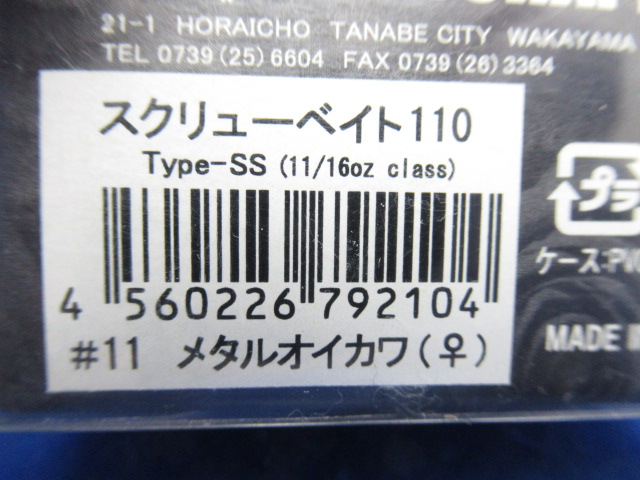 21-1 HORAICHO TANABE CITY WAKAYAMA
TEL 0739 (25) 6604 FAX 0739 (26) 3364
スクリューベイト110
Type-SS (11/16oz class)
4 560226 792104
#11 メタルオイカワ(♀)
プラ
ケース:
MADE